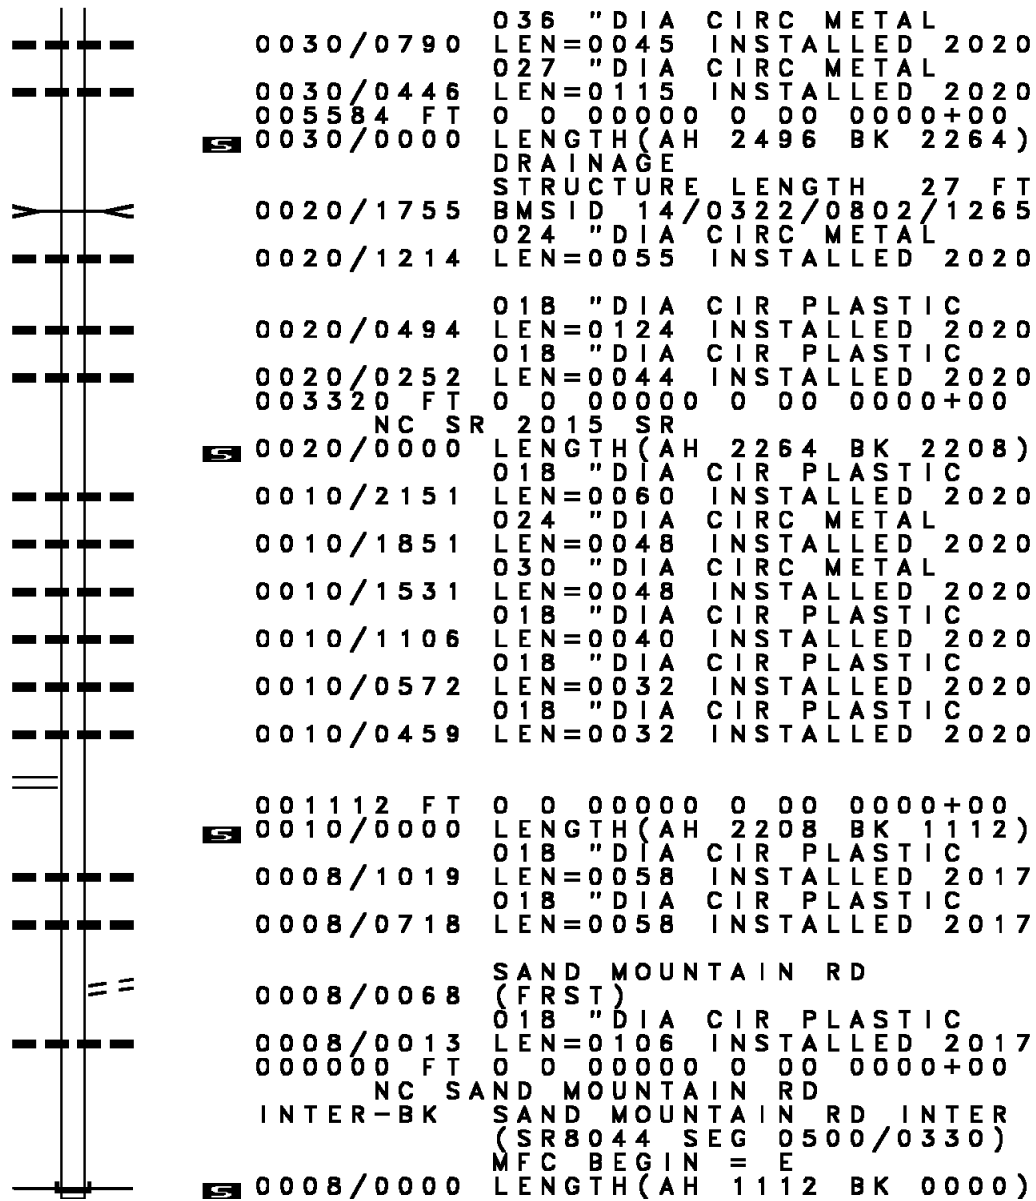 036 "DIA CIRC METAL
0030/0790 LEN=0045 INSTALLED 2020
027 "DIA CIRC METAL
0030/0446 LEN=0115 INSTALLED 2020
005584 FT 0 0 00000 0 00 0000+00
S 0030/0000 LENGTH(AH 2496 BK 2264)
DRAINAGE
STRUCTURE LENGTH 27 FT
0020/1755 BMSID 14/0322/0802/1265
024 "DIA CIRC METAL
0020/1214 LEN=0055 INSTALLED 2020
018 "DIA CIR PLASTIC
0020/0494 LEN=0124 INSTALLED 2020
018 "DIA CIR PLASTIC
0020/0252 LEN=0044 INSTALLED 2020
003320 FT 0 0 00000 0 00 0000+00
NC SR 2015 SR
S 0020/0000 LENGTH(AH 2264 BK 2208)
018 "DIA CIR PLASTIC
0010/2151 LEN=0060 INSTALLED 2020
024 "DIA CIRC METAL
0010/1851 LEN=0048 INSTALLED 2020
030 "DIA CIRC METAL
0010/1531 LEN=0048 INSTALLED 2020
018 "DIA CIR PLASTIC
0010/1106 LEN=0040 INSTALLED 2020
018 "DIA CIR PLASTIC
0010/0572 LEN=0032 INSTALLED 2020
018 "DIA CIR PLASTIC
0010/0459 LEN=0032 INSTALLED 2020
001112 FT 0 0 00000 0 00 0000+00
S 0010/0000 LENGTH(AH 2208 BK 1112)
018 "DIA CIR PLASTIC
0008/1019 LEN=0058 INSTALLED 2017
018 "DIA CIR PLASTIC
0008/0718 LEN=0058 INSTALLED 2017
SAND MOUNTAIN RD
0008/0068 (FRST)
018 "DIA CIR PLASTIC
0008/0013 LEN=0106 INSTALLED 2017
000000 FT 0 0 00000 0 00 0000+00
NC SAND MOUNTAIN RD
INTER-BK SAND MOUNTAIN RD INTER
(SR8044 SEG 0500/0330)
MFC BEGIN = E
S 0008/0000 LENGTH(AH 1112 BK 0000)